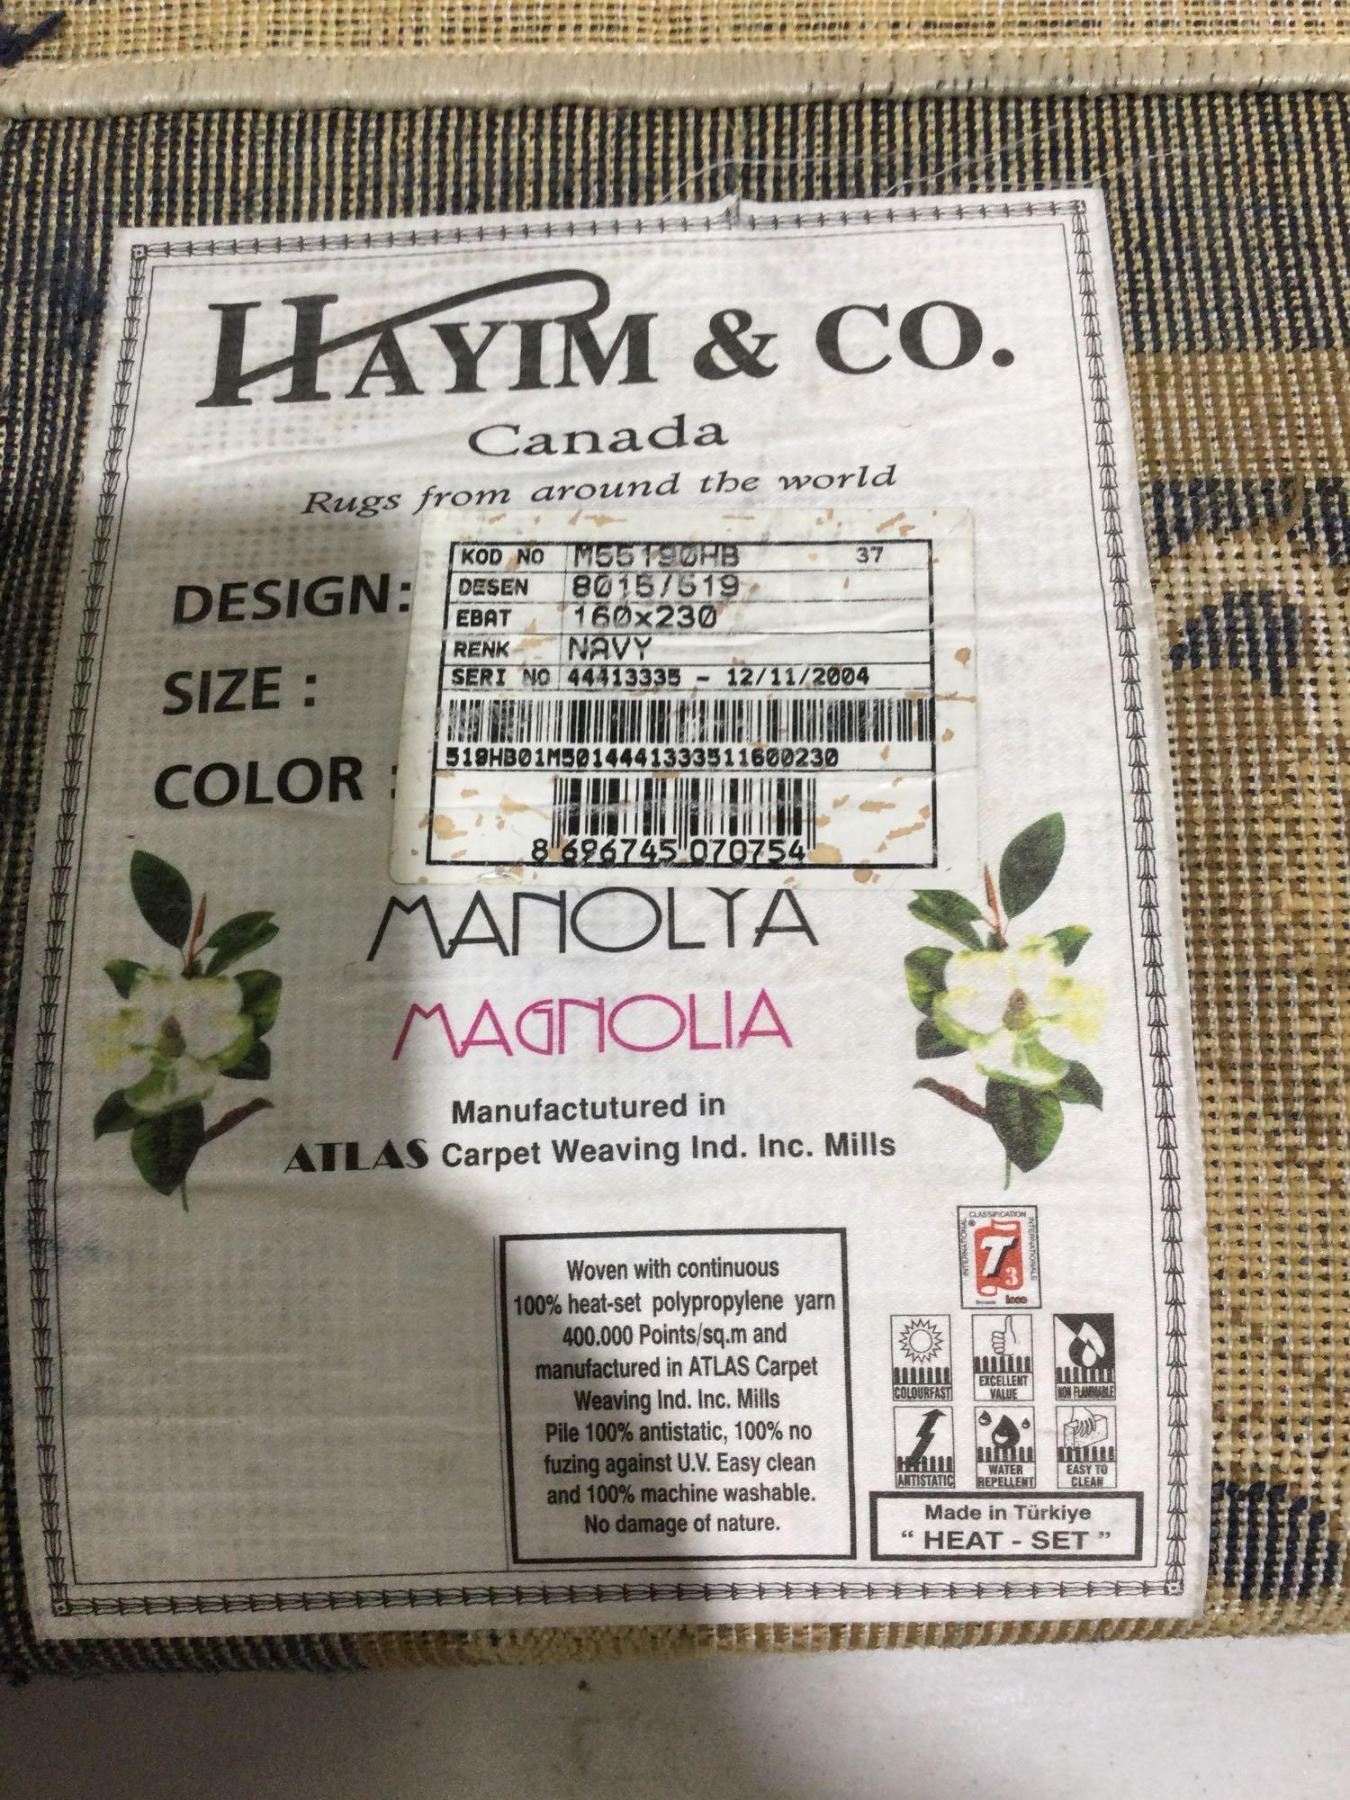 HAYIM & CO.
Canada
Rugs from around the world
DESIGN:
SIZE :
COLOR :
KOD NO M55190HB 37
DESEN 8015/519
EBAT 160x230
RENK NAVY
SERI NO 44413335 - 12/11/2004
519HB01M5014441333511600230
8 696745 070754
MANOLYA
MAGNOLIA
Manufactutured in
ATLAS Carpet Weaving Ind. Inc. Mills
Woven with continuous
100% heat-set polypropylene yarn
400.000 Points/sq.m and
manufactured in ATLAS Carpet
Weaving Ind. Inc. Mills
Pile 100% antistatic, 100% no
fuzing against U.V. Easy clean
and 100% machine washable.
No damage of nature.
CLASSIFICATION
INTERNATIONAL
INTERNATIONALE
T3
COLOURFAST
EXCELLENT
VALUE
NON FLAMMABLE
ANTISTATIC
WATER
REPELLENT
EASY TO
CLEAN
Made in Türkiye
" HEAT - SET "